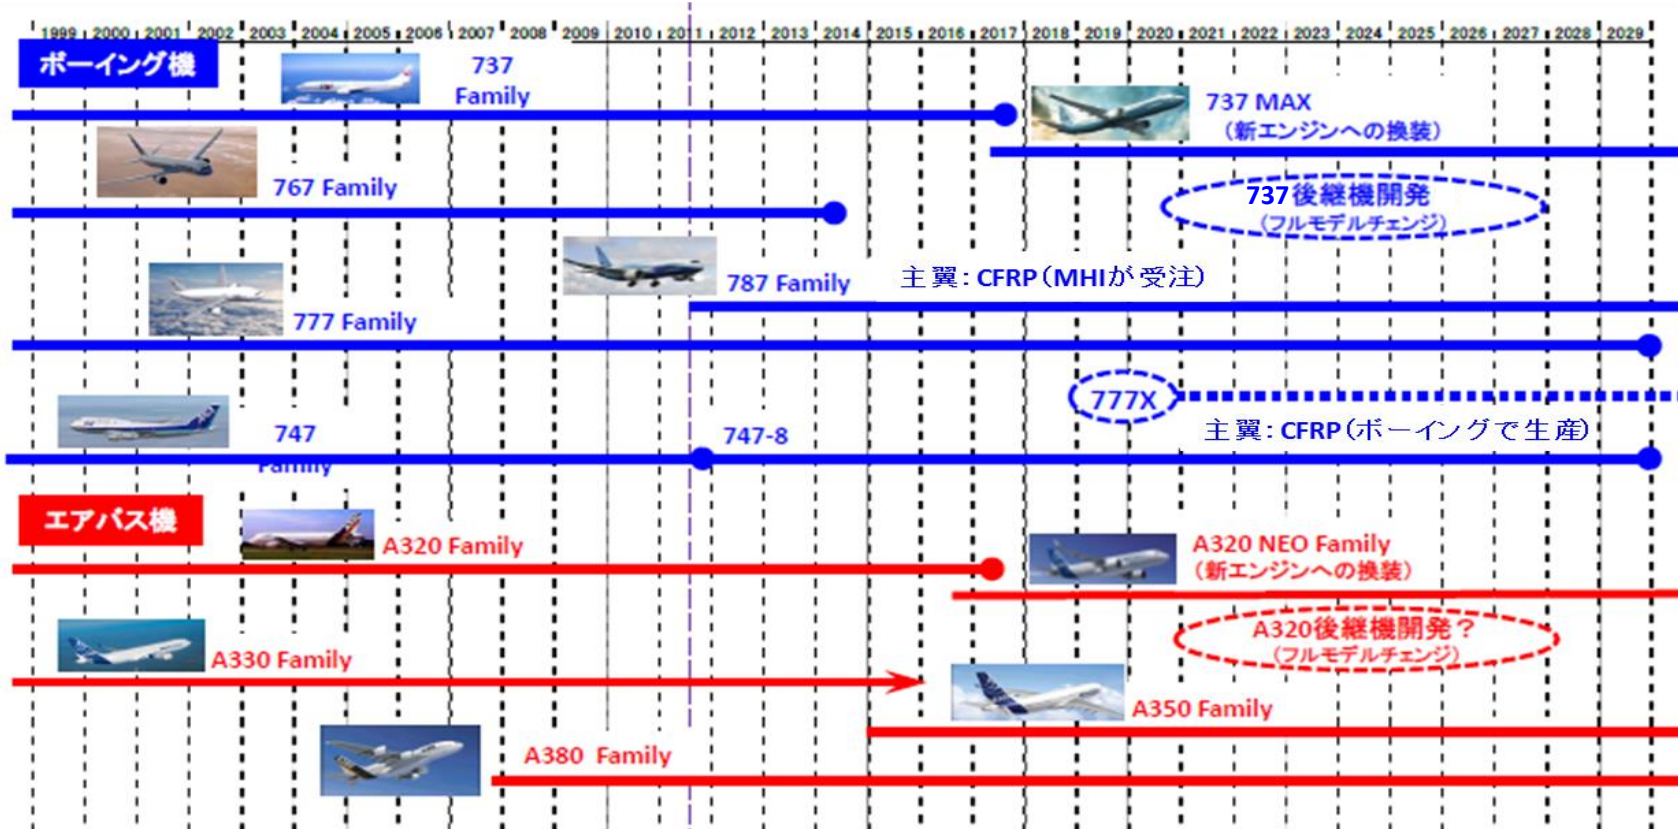 1999 2000 2001 2002 2003 2004 2005 2006 2007 2008 2009 2010 2011 2012 2013 2014 2015 2016 2017 2018 2019 2020 2021 2022 2023 2024 2025 2026 2027 2028 2029
ボーイング機
737
Family
737 MAX
（新エンジンへの換装）
767 Family
737後継機開発
（フルモデルチェンジ）
787 Family
主翼：CFRP（MHIが受注）
777 Family
777X
主翼：CFRP（ボーイングで生産）
747
Family
747-8
エアバス機
A320 Family
A320 NEO Family
（新エンジンへの換装）
A320後継機開発？
（フルモデルチェンジ）
A330 Family
A350 Family
A380 Family